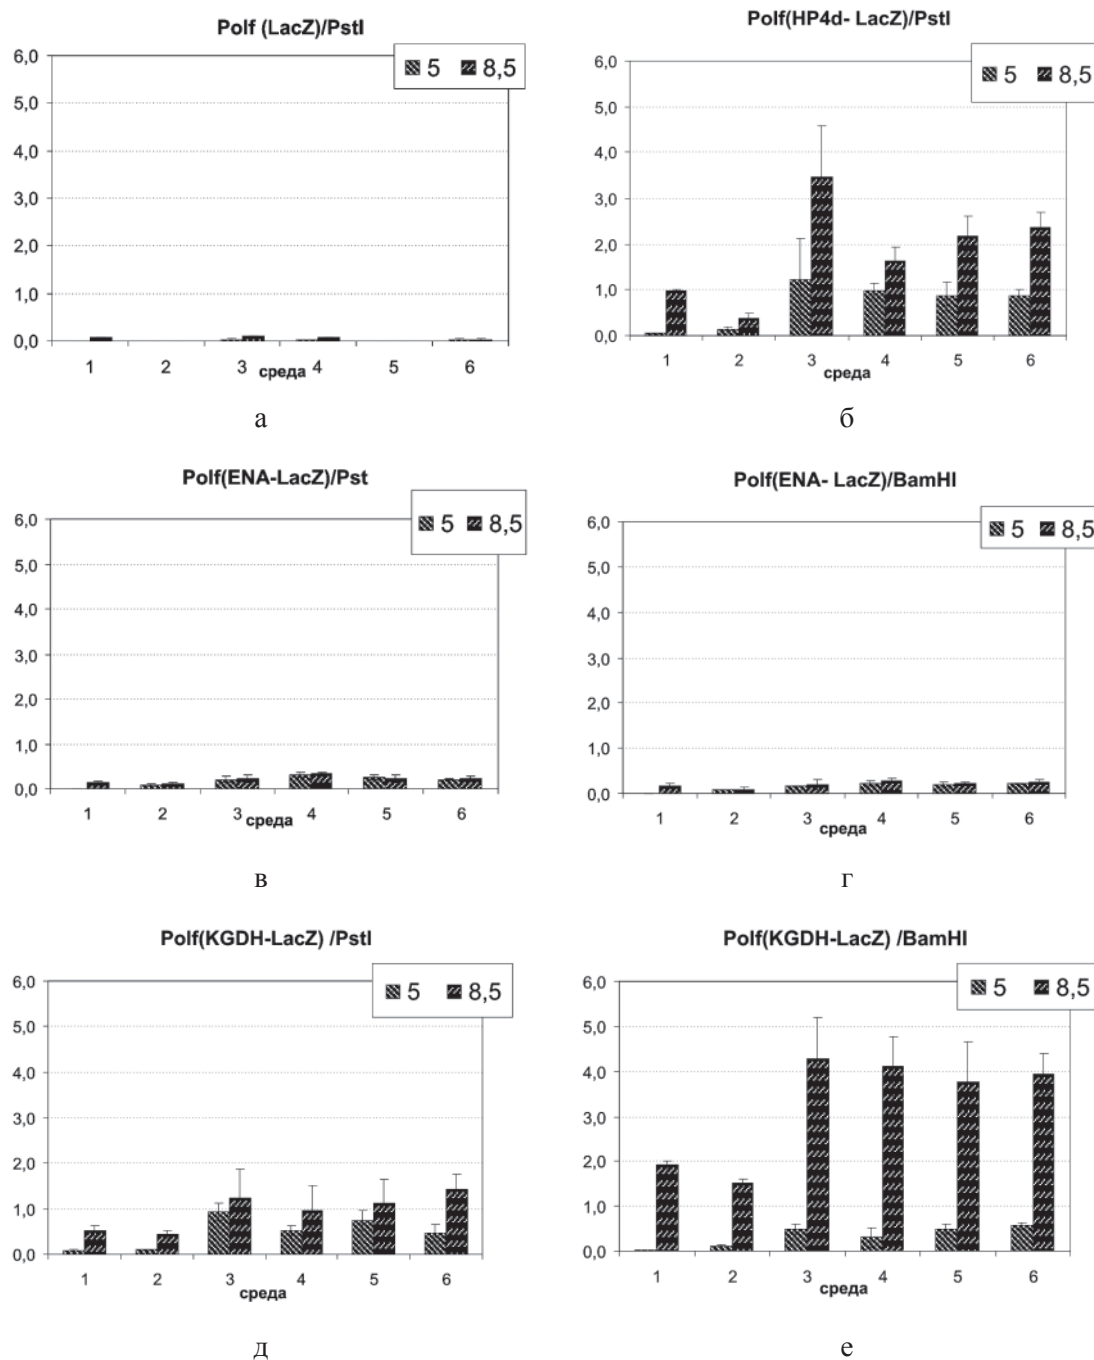 Polf (LacZ)/PstI
5 8,5
6,0
5,0
4,0
3,0
2,0
1,0
0,0
1 2 3 4 5 6
среда
а
Polf(HP4d- LacZ)/PstI
5 8,5
6,0
5,0
4,0
3,0
2,0
1,0
0,0
1 2 3 4 5 6
среда
б
Polf(ENA-LacZ)/Pst
5 8,5
6,0
5,0
4,0
3,0
2,0
1,0
0,0
1 2 3 4 5 6
среда
в
Polf(ENA- LacZ)/BamHI
5 8,5
6,0
5,0
4,0
3,0
2,0
1,0
0,0
1 2 3 4 5 6
среда
г
Polf(KGDH-LacZ) /PstI
5 8,5
6,0
5,0
4,0
3,0
2,0
1,0
0,0
1 2 3 4 5 6
среда
д
Polf(KGDH-LacZ) /BamHI
5 8,5
6,0
5,0
4,0
3,0
2,0
1,0
0,0
1 2 3 4 5 6
среда
е